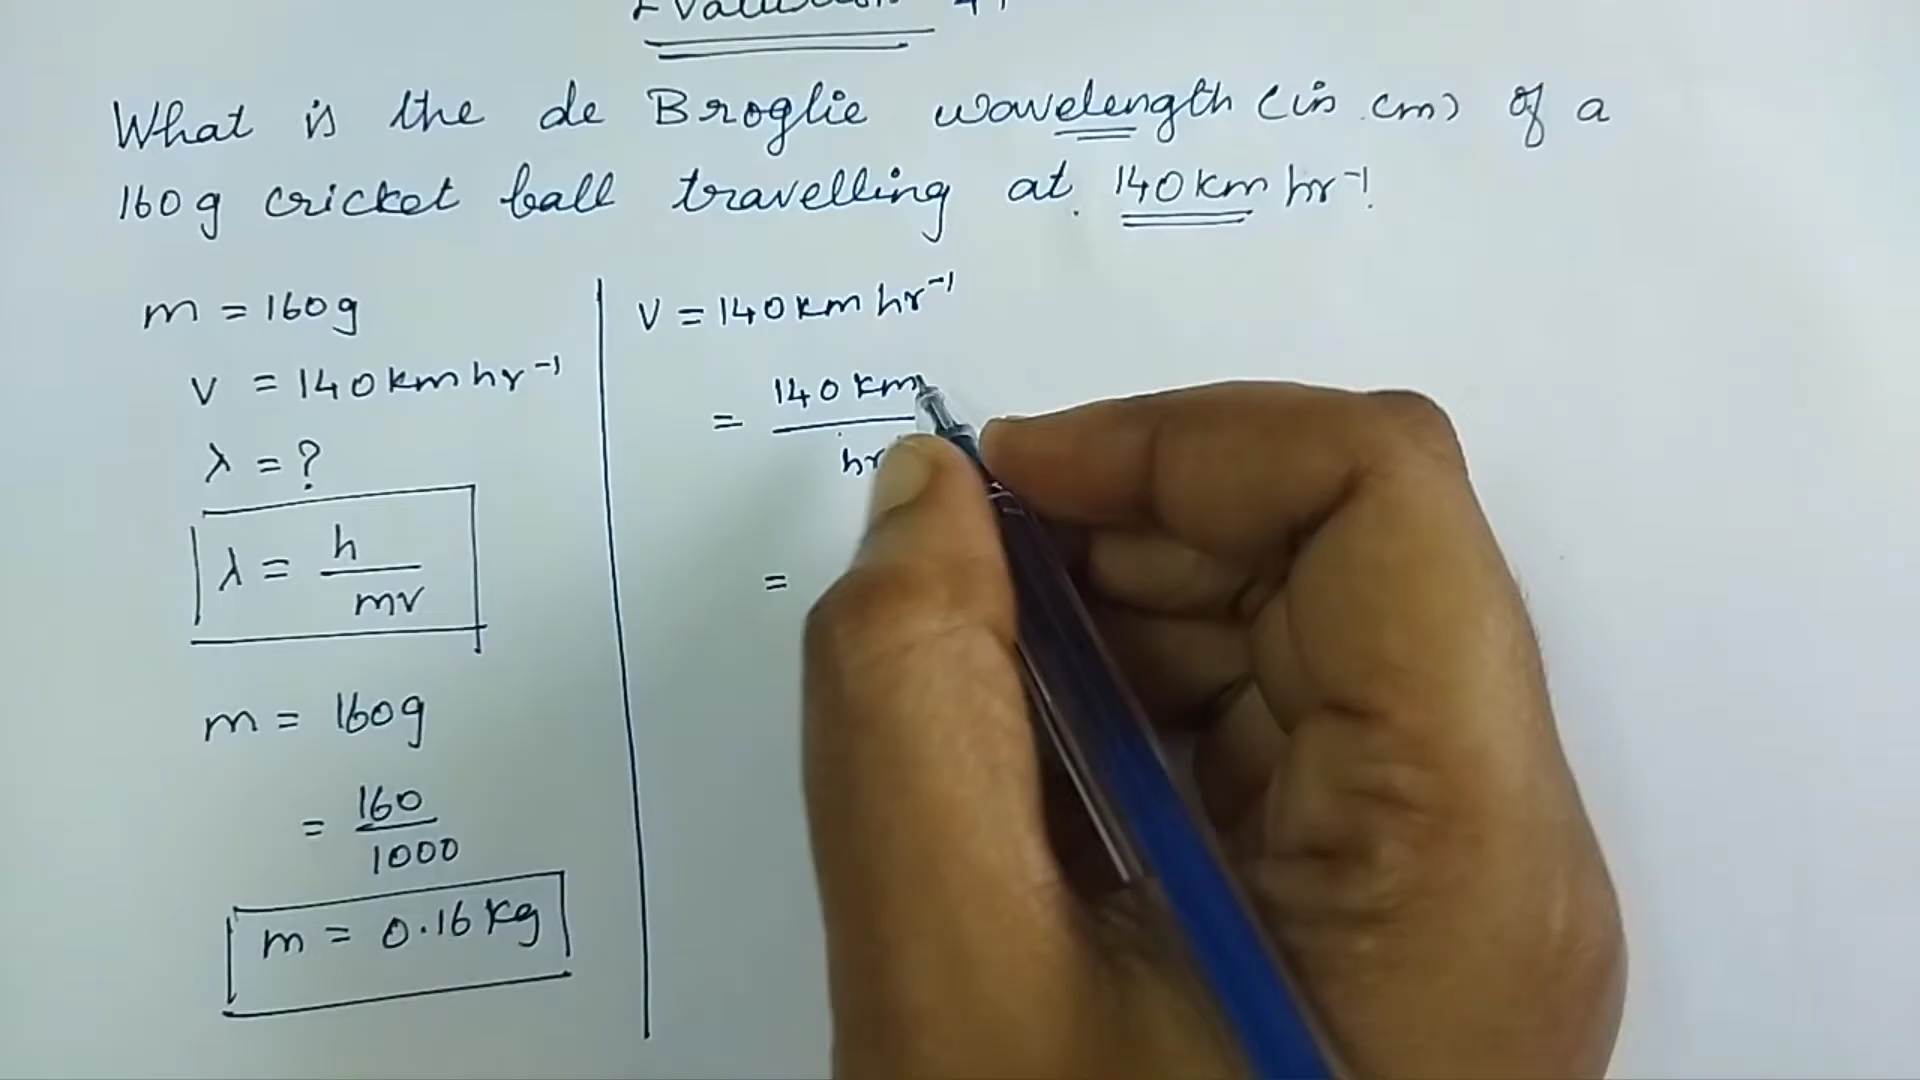 What is the de Broglie wavelength (in cm) of a
160g cricket ball travelling at 140 km hr⁻¹.
m = 160g
v = 140 km hr⁻¹
λ = ?
λ = h
mv
m = 160g
= 160
1000
m = 0.16 kg
V = 140 km hr⁻¹
= 140 km
hr
=